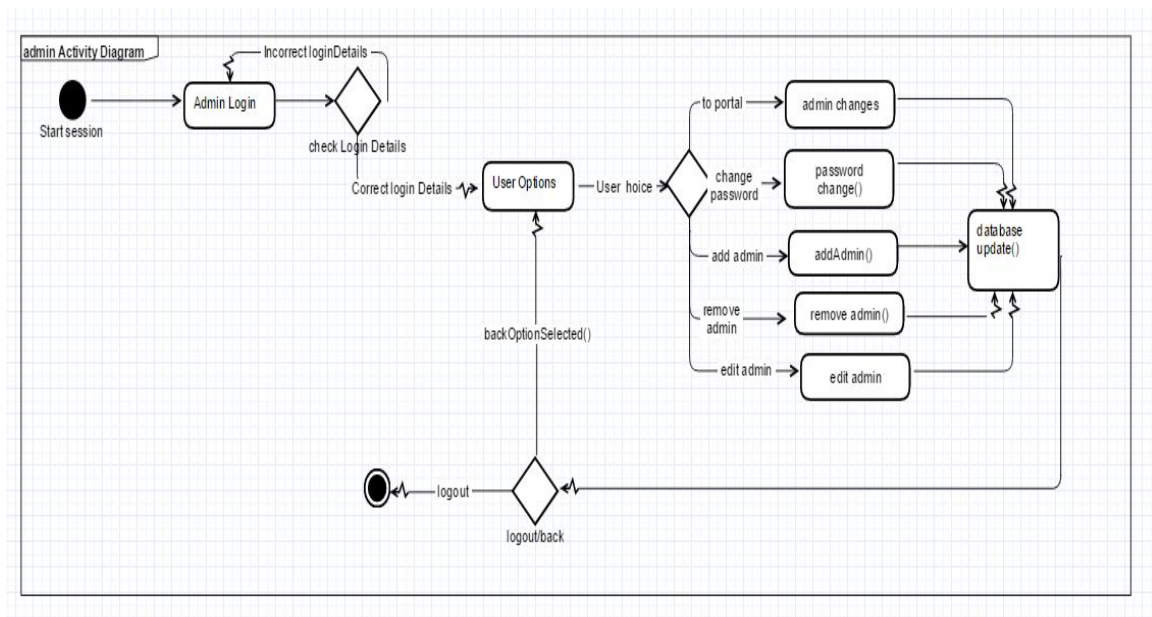 admin Activity Diagram
Incorrect loginDetails
Admin Login
Start session
check Login Details
Correct login Details
User Options
User hoice
to portal
admin changes
change
password
password
change()
database
update()
add admin
addAdmin()
remove
admin
remove admin()
edit admin
edit admin
backOptionSelected()
logout
logout/back